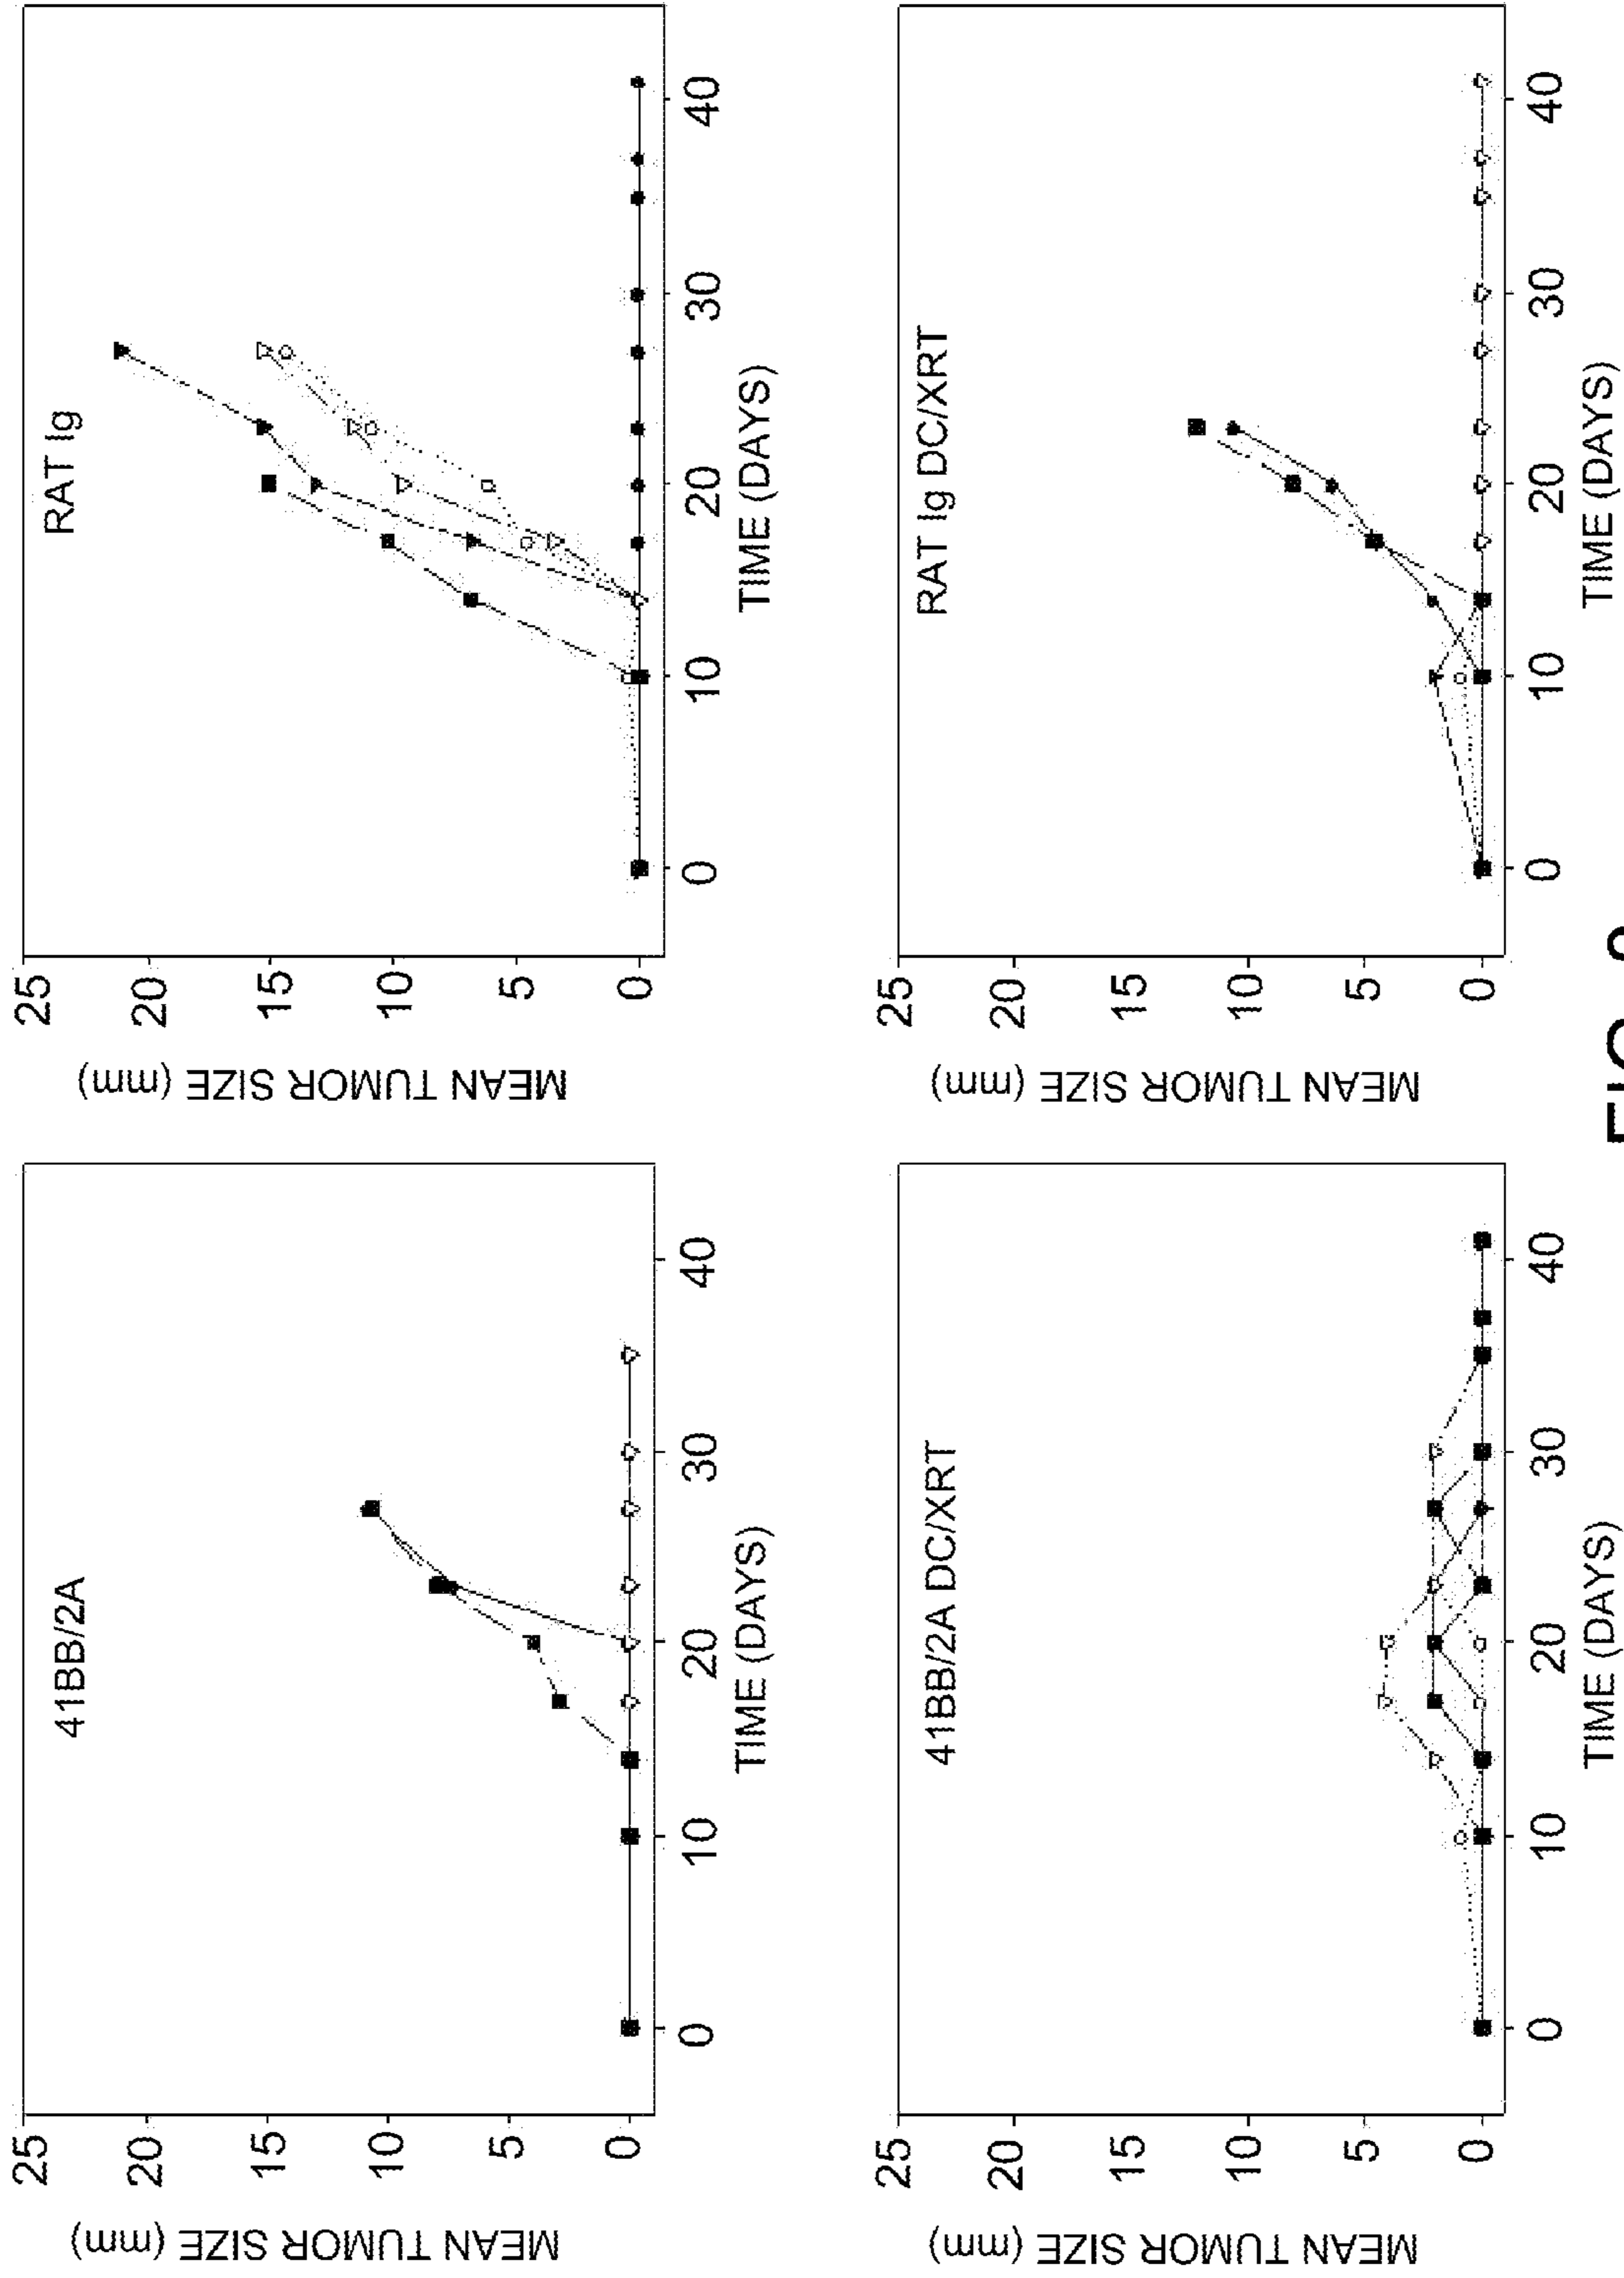 41BB/2A
MEAN TUMOR SIZE (mm)
25
20
15
10
5
0
0 10 20 30 40
TIME (DAYS)
RAT Ig
MEAN TUMOR SIZE (mm)
25
20
15
10
5
0
0 10 20 30 40
TIME (DAYS)
41BB/2A DC/XRT
MEAN TUMOR SIZE (mm)
25
20
15
10
5
0
0 10 20 30 40
TIME (DAYS)
RAT Ig DC/XRT
MEAN TUMOR SIZE (mm)
25
20
15
10
5
0
0 10 20 30 40
TIME (DAYS)
FIG